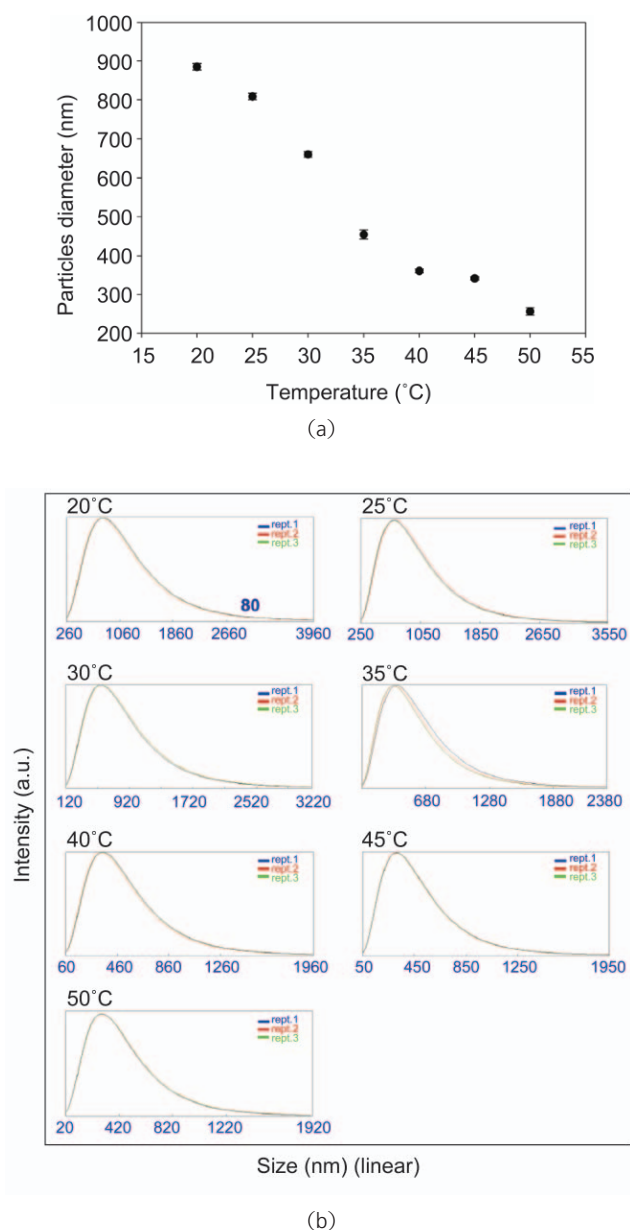 1000
900
800
700
600
500
400
300
200
Particles diameter (nm)
15 20 25 30 35 40 45 50 55
Temperature (˚C)
(a)
20˚C
rept.1
rept.2
rept.3
80
260 1060 1860 2660 3960
25˚C
rept.1
rept.2
rept.3
250 1050 1850 2650 3550
30˚C
rept.1
rept.2
rept.3
120 920 1720 2520 3220
35˚C
rept.1
rept.2
rept.3
680 1280 1880 2380
40˚C
rept.1
rept.2
rept.3
60 460 860 1260 1960
45˚C
rept.1
rept.2
rept.3
50 450 850 1250 1950
50˚C
rept.1
rept.2
rept.3
20 420 820 1220 1920
Intensity (a.u.)
Size (nm) (linear)
(b)